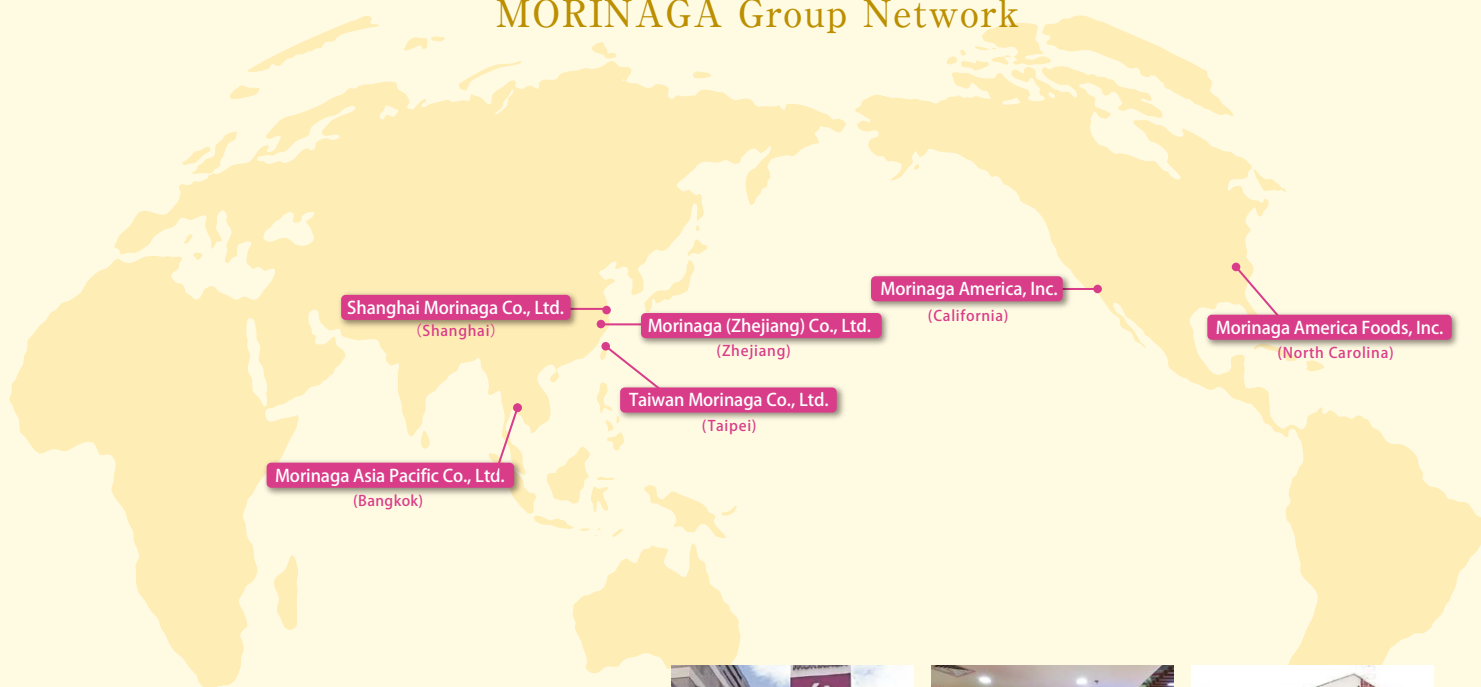 MORINAGA Group Network
Shanghai Morinaga Co., Ltd.
(Shanghai)
Morinaga (Zhejiang) Co., Ltd.
(Zhejiang)
Taiwan Morinaga Co., Ltd.
(Taipei)
Morinaga Asia Pacific Co., Ltd.
(Bangkok)
Morinaga America, Inc.
(California)
Morinaga America Foods, Inc.
(North Carolina)